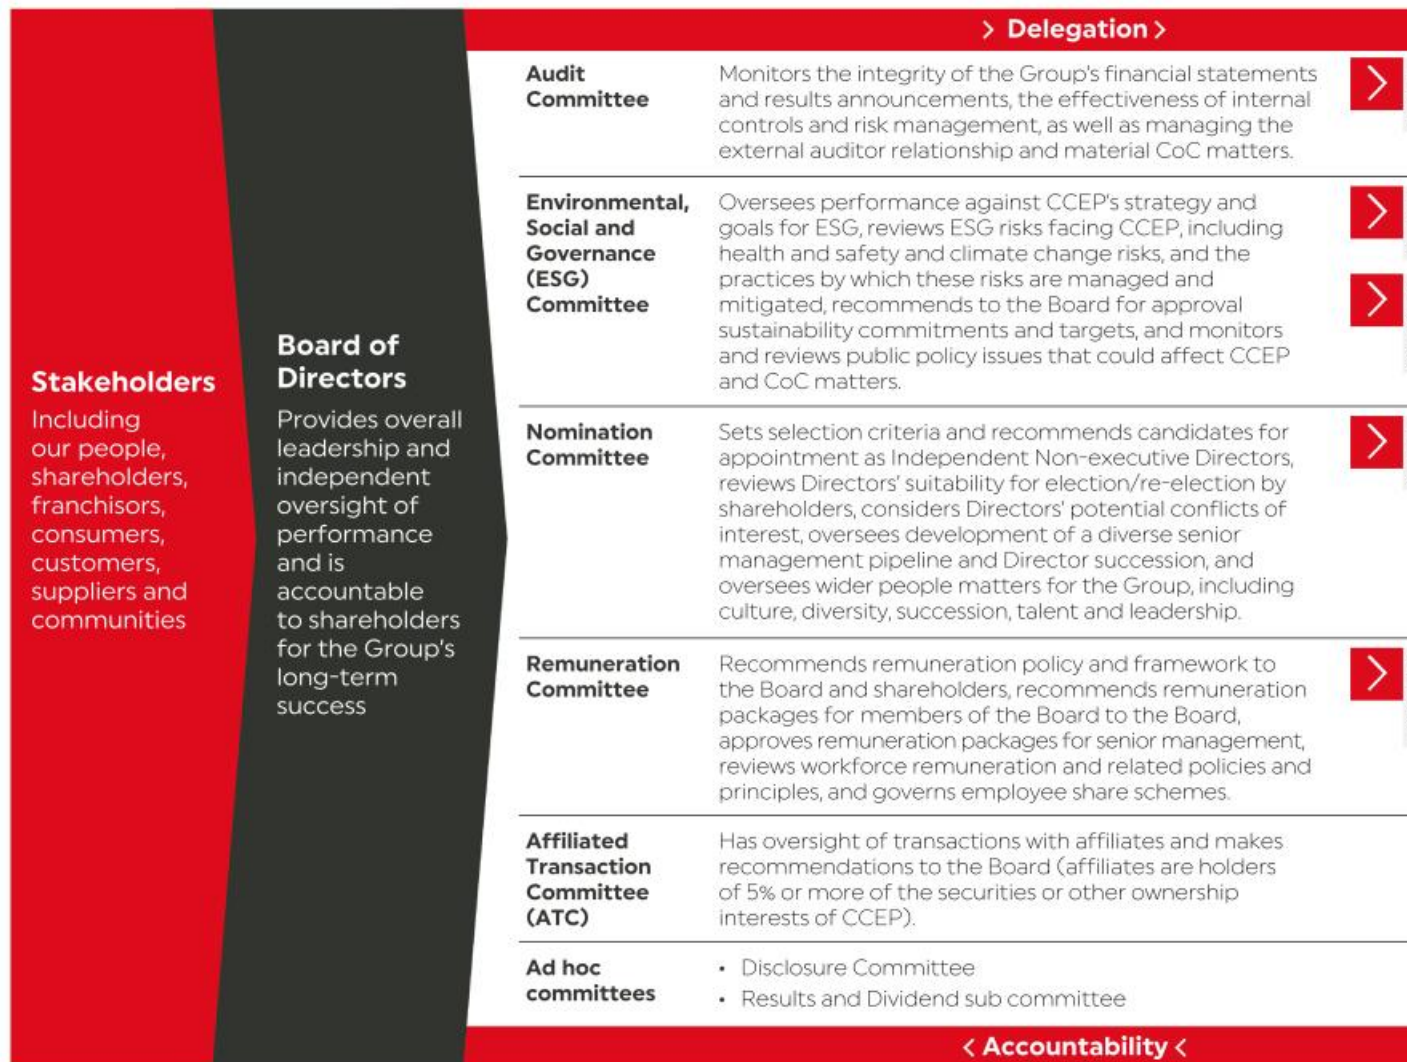 > Delegation >
Stakeholders
Including
our people,
shareholders,
franchisors,
consumers,
customers,
suppliers and
communities
Board of
Directors
Provides overall
leadership and
independent
oversight of
performance
and is
accountable
to shareholders
for the Group's
long-term
success
Audit
Committee
Monitors the integrity of the Group's financial statements
and results announcements, the effectiveness of internal
controls and risk management, as well as managing the
external auditor relationship and material CoC matters.
Environmental,
Social and
Governance
(ESG)
Committee
Oversees performance against CCEP's strategy and
goals for ESG, reviews ESG risks facing CCEP, including
health and safety and climate change risks, and the
practices by which these risks are managed and
mitigated, recommends to the Board for approval
sustainability commitments and targets, and monitors
and reviews public policy issues that could affect CCEP
and CoC matters.
Nomination
Committee
Sets selection criteria and recommends candidates for
appointment as Independent Non-executive Directors,
reviews Directors' suitability for election/re-election by
shareholders, considers Directors' potential conflicts of
interest, oversees development of a diverse senior
management pipeline and Director succession, and
oversees wider people matters for the Group, including
culture, diversity, succession, talent and leadership.
Remuneration
Committee
Recommends remuneration policy and framework to
the Board and shareholders, recommends remuneration
packages for members of the Board to the Board,
approves remuneration packages for senior management,
reviews workforce remuneration and related policies and
principles, and governs employee share schemes.
Affiliated
Transaction
Committee
(ATC)
Has oversight of transactions with affiliates and makes
recommendations to the Board (affiliates are holders
of 5% or more of the securities or other ownership
interests of CCEP).
Ad hoc
committees
• Disclosure Committee
• Results and Dividend sub committee
< Accountability <